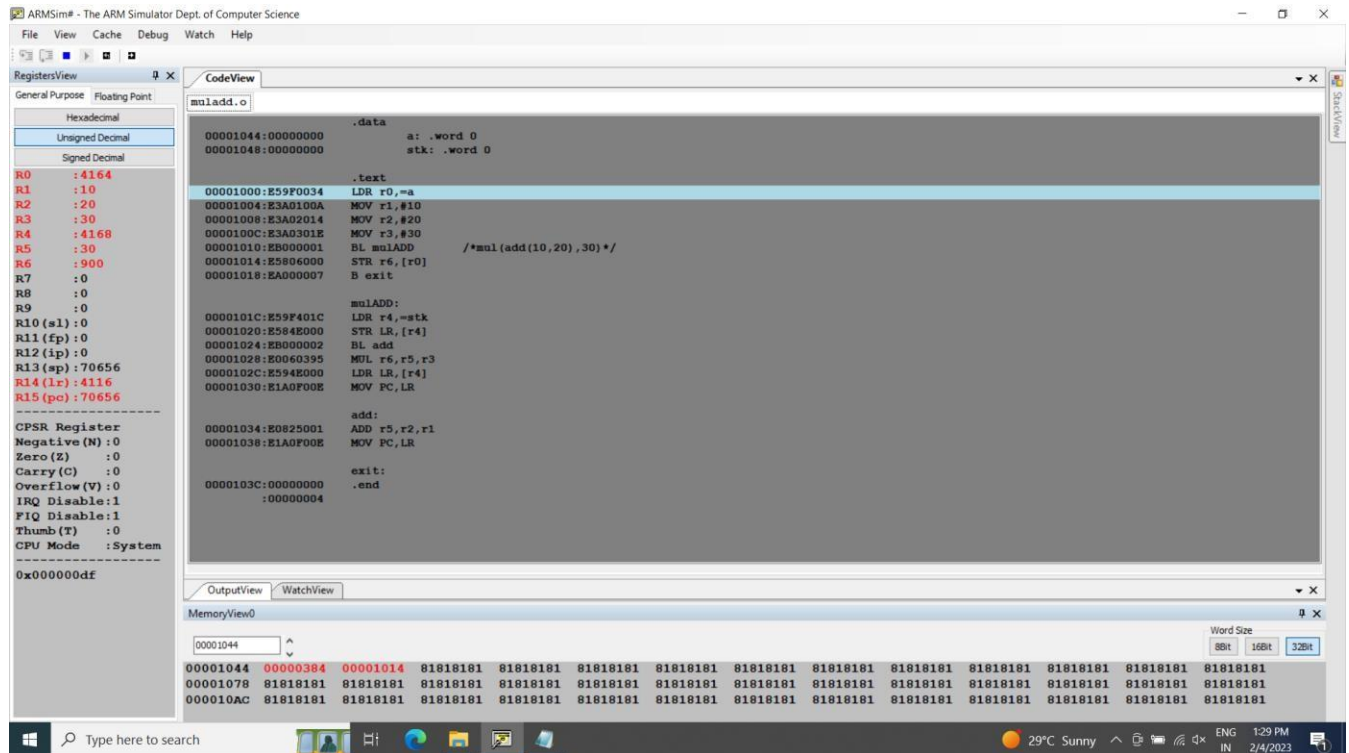 ARMSim# - The ARM Simulator Dept. of Computer Science
File View Cache Debug Watch Help
RegistersView
General Purpose Floating Point
Hexadecimal
Unsigned Decimal
Signed Decimal
R0 :4164
R1 :10
R2 :20
R3 :30
R4 :4168
R5 :30
R6 :900
R7 :0
R8 :0
R9 :0
R10(sl):0
R11(fp):0
R12(ip):0
R13(sp):70656
R14(lr):4116
R15(pc):70656
--------------------
CPSR Register
Negative(N):0
Zero(Z) :0
Carry(C) :0
Overflow(V):0
IRQ Disable:1
FIQ Disable:1
Thumb(T) :0
CPU Mode :System
--------------------
0x000000df
CodeView
muladd.o
.data
00001044:00000000 a: .word 0
00001048:00000000 stk: .word 0
.text
00001000:E59F0034 LDR r0,=a
00001004:E3A0100A MOV r1,#10
00001008:E3A02014 MOV r2,#20
0000100C:E3A0301E MOV r3,#30
00001010:EB000001 BL mulADD /*mul(add(10,20),30)*/
00001014:E5806000 STR r6,[r0]
00001018:EA000007 B exit
mulADD:
0000101C:E59F401C LDR r4,=stk
00001020:E584E000 STR LR,[r4]
00001024:EB000002 BL add
00001028:E0060395 MUL r6,r5,r3
0000102C:E594E000 LDR LR,[r4]
00001030:E1A0F00E MOV PC,LR
add:
00001034:E0825001 ADD r5,r2,r1
00001038:E1A0F00E MOV PC,LR
exit:
0000103C:00000000 .end
:00000004
StackView
OutputView WatchView
MemoryView0
00001044
Word Size
8Bit 16Bit 32Bit
00001044 00000384 00001014 81818181 81818181 81818181 81818181 81818181 81818181 81818181 81818181 81818181 81818181 81818181
00001078 81818181 81818181 81818181 81818181 81818181 81818181 81818181 81818181 81818181 81818181 81818181 81818181 81818181
000010AC 81818181 81818181 81818181 81818181 81818181 81818181 81818181 81818181 81818181 81818181 81818181 81818181 81818181
Type here to search
29°C Sunny
ENG
IN
1:29 PM
2/4/2023